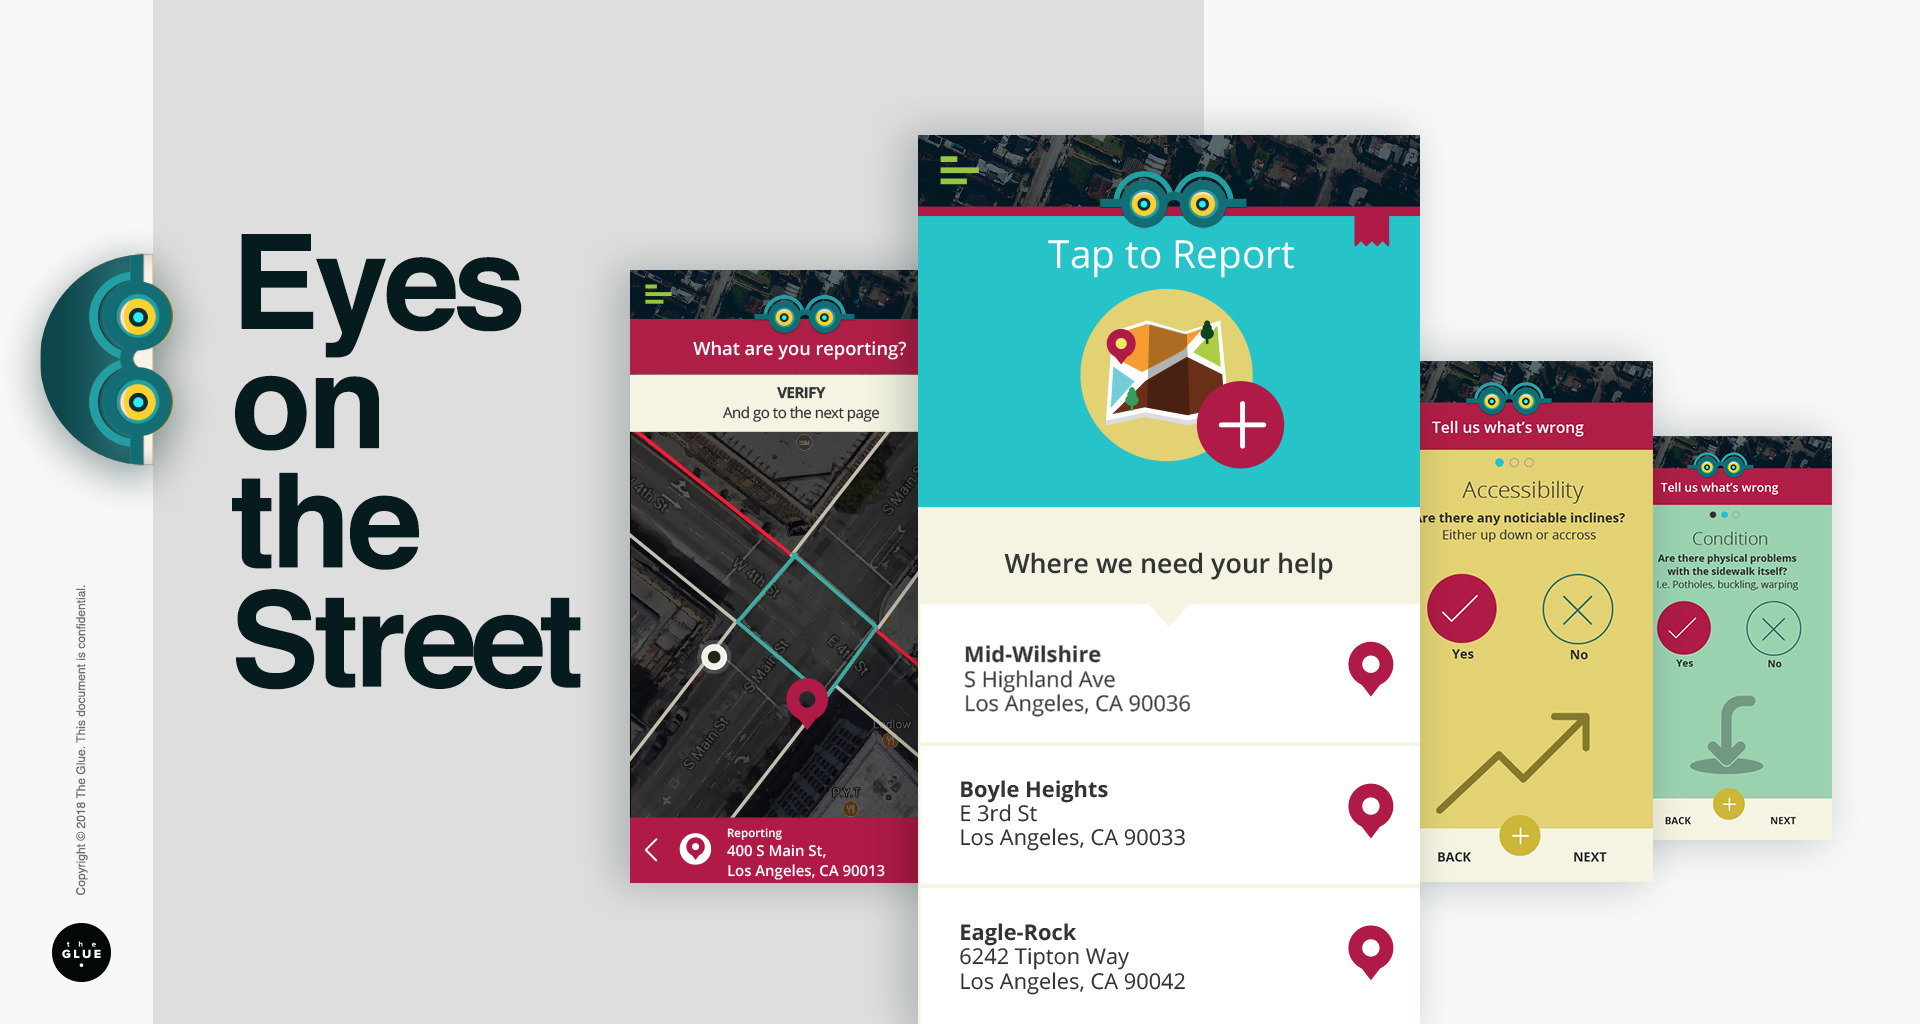 Eyes
on
the
Street
Copyright © 2018 The Glue. This document is confidential.
the
GLUE
What are you reporting?
VERIFY
And go to the next page
W 4th St
S Main St
W 4th St
S Main St
E 4th St
S Main St
Ludlow
P.Y.T
Reporting
400 S Main St,
Los Angeles, CA 90013
Tap to Report
Where we need your help
Mid-Wilshire
S Highland Ave
Los Angeles, CA 90036
Boyle Heights
E 3rd St
Los Angeles, CA 90033
Eagle-Rock
6242 Tipton Way
Los Angeles, CA 90042
Tell us what's wrong
Accessibility
Are there any noticiable inclines?
Either up down or accross
Yes
No
BACK
NEXT
Tell us what's wrong
Condition
Are there physical problems
with the sidewalk itself?
I.e. Potholes, buckling, warping
Yes
No
BACK
NEXT